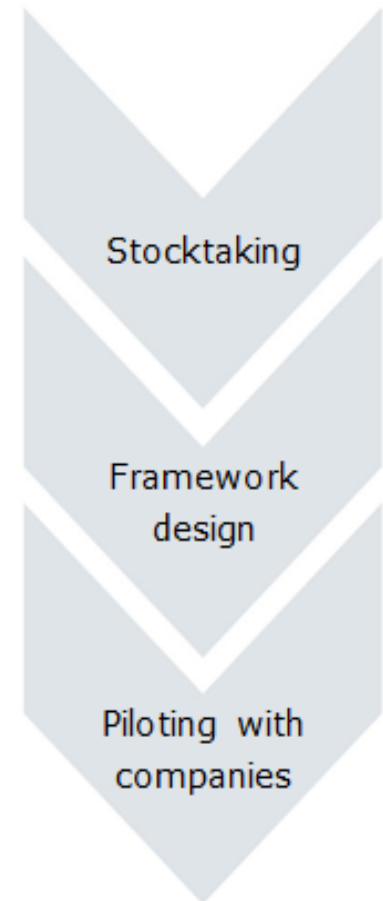 Stocktaking
Framework
design
Piloting with
companies